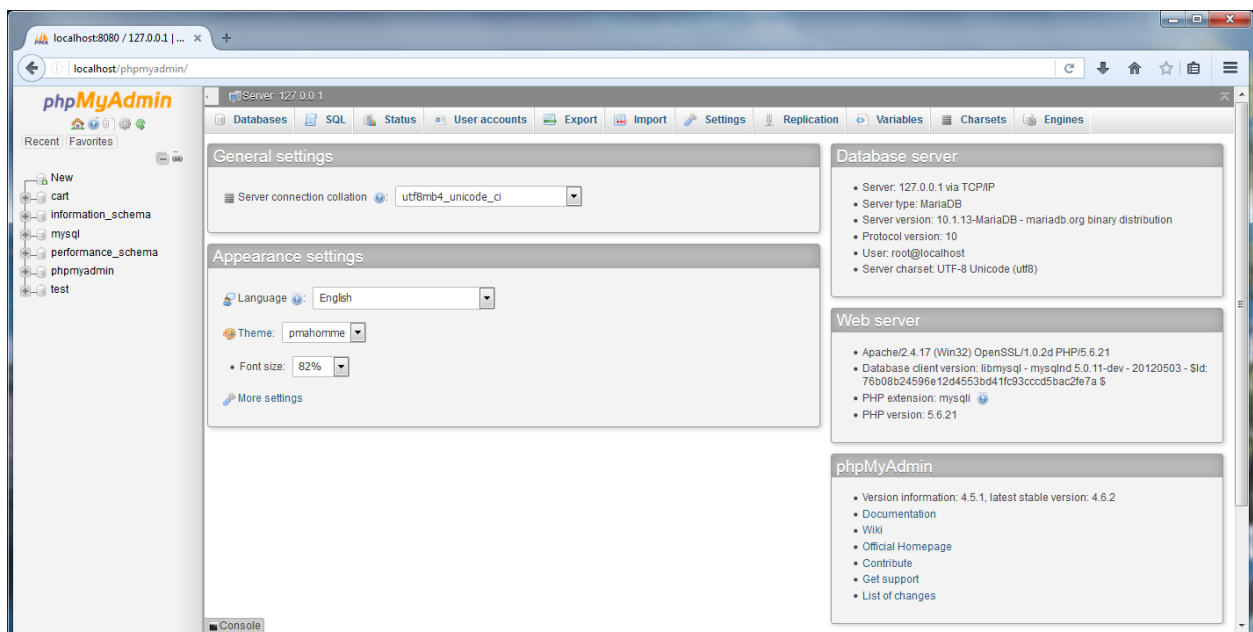 localhost:8080 / 127.0.0.1 | ...
localhost/phpmyadmin/
phpMyAdmin
Recent Favorites
New
cart
information_schema
mysql
performance_schema
phpmyadmin
test
Server: 127.0.0.1
Databases SQL Status User accounts Export Import Settings Replication Variables Charsets Engines
General settings
Server connection collation : utf8mb4_unicode_ci
Appearance settings
Language : English
Theme: pmahomme
Font size: 82%
More settings
Database server
Server: 127.0.0.1 via TCP/IP
Server type: MariaDB
Server version: 10.1.13-MariaDB - mariadb.org binary distribution
Protocol version: 10
User: root@localhost
Server charset: UTF-8 Unicode (utf8)
Web server
Apache/2.4.17 (Win32) OpenSSL/1.0.2d PHP/5.6.21
Database client version: libmysql - mysqlnd 5.0.11-dev - 20120503 - $Id:
76b08b24596e12d4553bd41fc93cccd5bac2fe7a $
PHP extension: mysqli
PHP version: 5.6.21
phpMyAdmin
Version information: 4.5.1, latest stable version: 4.6.2
Documentation
Wiki
Official Homepage
Contribute
Get support
List of changes
Console